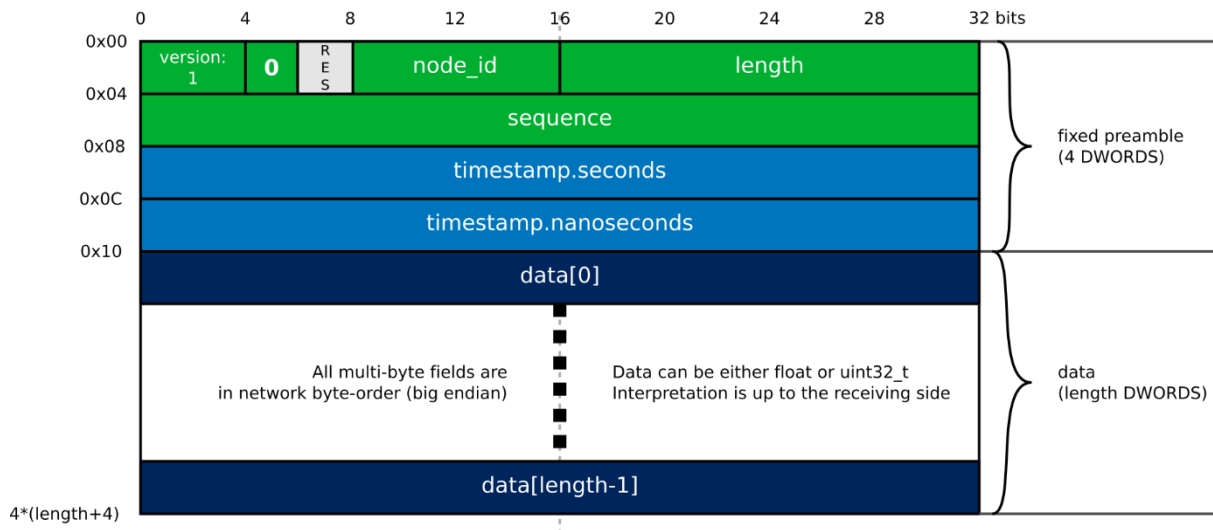 0 4 8 12 16 20 24 28 32 bits
0x00
version:
1
0
R
E
S
node_id
length
0x04
sequence
0x08
timestamp.seconds
0x0C
timestamp.nanoseconds
0x10
fixed preamble
(4 DWORDS)
data[0]
All multi-byte fields are
in network byte-order (big endian)
Data can be either float or uint32_t
Interpretation is up to the receiving side
data
(length DWORDS)
data[length-1]
4*(length+4)